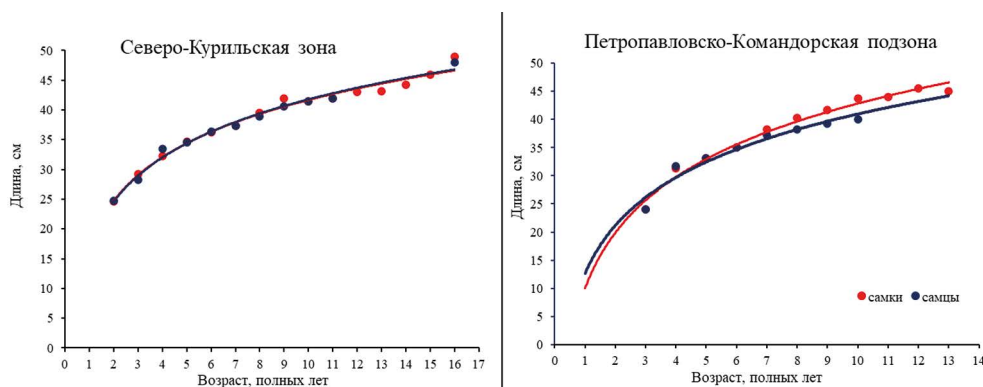 Северо-Курильская зона
Длина, см
50
45
40
35
30
25
20
15
10
5
0
0 1 2 3 4 5 6 7 8 9 10 11 12 13 14 15 16 17
Возраст, полных лет
Петропавловско-Командорская подзона
Длина, см
50
45
40
35
30
25
20
15
10
5
0
самки самцы
0 1 2 3 4 5 6 7 8 9 10 11 12 13 14
Возраст, полных лет